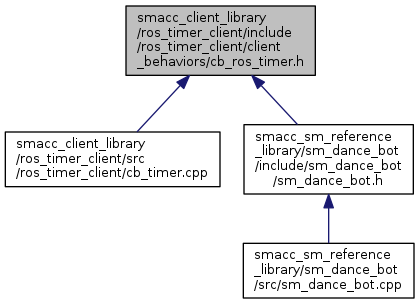 smacc_client_library
/ros_timer_client/include
/ros_timer_client/client
_behaviors/cb_ros_timer.h
smacc_client_library
/ros_timer_client/src
/ros_timer_client/cb_timer.cpp
smacc_sm_reference
_library/sm_dance_bot
/include/sm_dance_bot
/sm_dance_bot.h
smacc_sm_reference
_library/sm_dance_bot
/src/sm_dance_bot.cpp